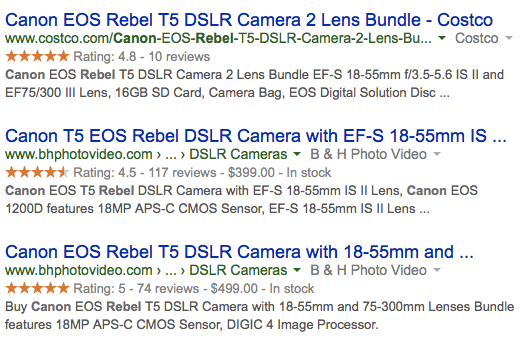 Canon EOS Rebel T5 DSLR Camera 2 Lens Bundle - Costco
www.costco.com/Canon-EOS-Rebel-T5-DSLR-Camera-2-Lens-Bu... Costco
Rating: 4.8 - 10 reviews
Canon EOS Rebel T5 DSLR Camera 2 Lens Bundle EF-S 18-55mm f/3.5-5.6 IS II and
EF75/300 III Lens, 16GB SD Card, Camera Bag, EOS Digital Solution Disc ...
Canon T5 EOS Rebel DSLR Camera with EF-S 18-55mm IS ...
www.bhphotovideo.com › ... › DSLR Cameras B & H Photo Video
Rating: 4.5 - 117 reviews - $399.00 - In stock
Canon EOS T5 Rebel DSLR Camera with EF-S 18-55mm IS II Lens, Canon EOS
1200D features 18MP APS-C CMOS Sensor, EF-S 18-55mm IS II Lens ...
Canon EOS Rebel T5 DSLR Camera with 18-55mm and ...
www.bhphotovideo.com › ... › DSLR Cameras B & H Photo Video
Rating: 5 - 74 reviews - $499.00 - In stock
Buy Canon EOS Rebel T5 DSLR Camera with 18-55mm and 75-300mm Lenses Bundle
features 18MP APS-C CMOS Sensor, DIGIC 4 Image Processor.